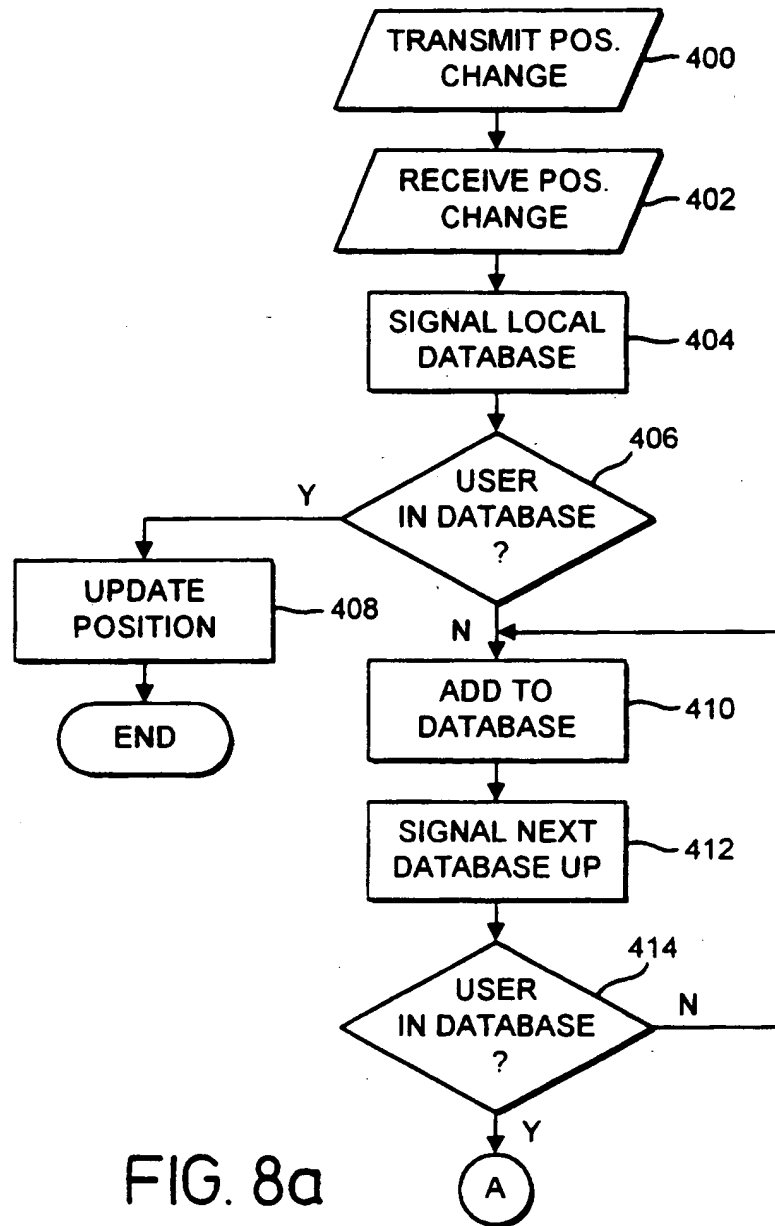 TRANSMIT POS.
CHANGE
400
RECEIVE POS.
CHANGE
402
SIGNAL LOCAL
DATABASE
404
406
USER
IN DATABASE
?
Y
UPDATE
POSITION
408
END
N
ADD TO
DATABASE
410
SIGNAL NEXT
DATABASE UP
412
414
USER
IN DATABASE
?
N
Y
A
FIG. 8a